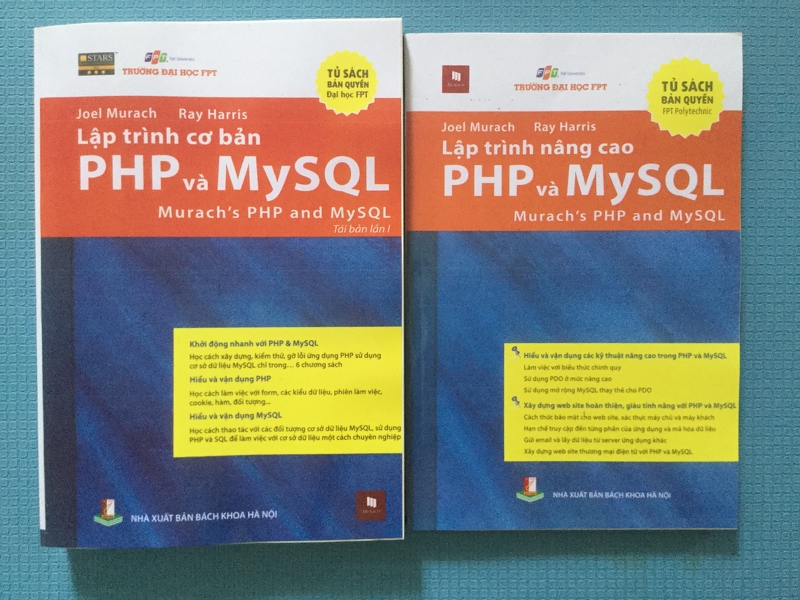 STARS
FPT University
TRƯỜNG ĐẠI HỌC FPT
TỦ SÁCH
BẢN QUYỀN
Đại học FPT
Joel Murach Ray Harris
Lập trình cơ bản
PHP và MySQL
Murach's PHP and MySQL
Tái bản lần I
Khởi động nhanh với PHP & MySQL
Học cách xây dựng, kiểm thử, gỡ lỗi ứng dụng PHP sử dụng
cơ sở dữ liệu MySQL chỉ trong... 6 chương sách
Hiểu và vận dụng PHP
Học cách làm việc với form, các kiểu dữ liệu, phiên làm việc,
cookie, hàm, đối tượng...
Hiểu và vận dụng MySQL
Học cách thao tác với các đối tượng cơ sở dữ liệu MySQL, sử dụng
PHP và SQL để làm việc với cơ sở dữ liệu một cách chuyên nghiệp
NHÀ XUẤT BẢN BÁCH KHOA HÀ NỘI
FPT University
TRƯỜNG ĐẠI HỌC FPT
TỦ SÁCH
BẢN QUYỀN
FPT Polytechnic
Joel Murach Ray Harris
Lập trình nâng cao
PHP và MySQL
Murach's PHP and MySQL
Hiểu và vận dụng các kỹ thuật nâng cao trong PHP và MySQL
Làm việc với biểu thức chính quy
Sử dụng PDO ở mức nâng cao
Sử dụng mở rộng MySQL thay thế cho PDO
Xây dựng web site hoàn thiện, giàu tính năng với PHP và MySQL
Cách thức bảo mật cho web site, xác thực máy chủ và máy khách
Hạn chế truy cập đến từng phần của ứng dụng và mã hóa dữ liệu
Gửi email và lấy dữ liệu từ server ứng dụng khác
Xây dựng web site thương mại điện tử với PHP và MySQL
NHÀ XUẤT BẢN BÁCH KHOA HÀ NỘI